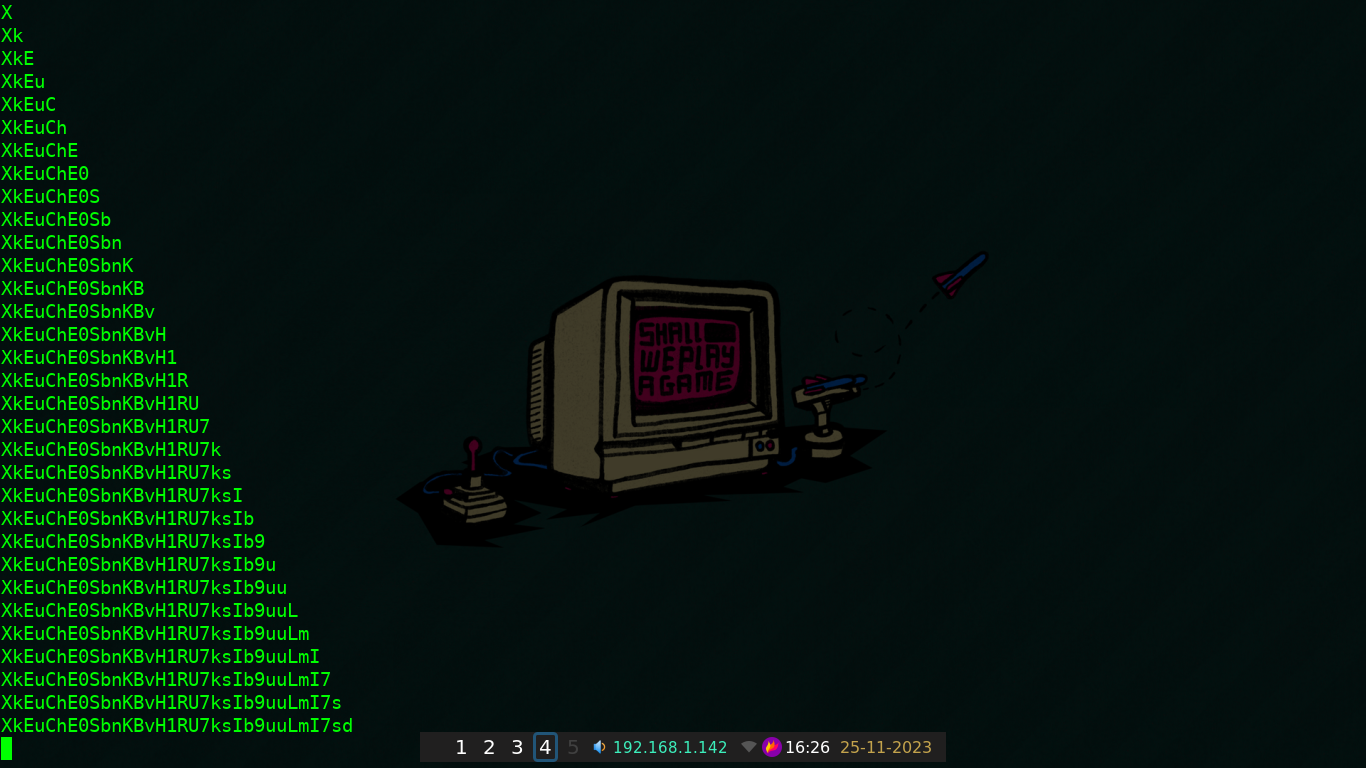 X
Xk
XkE
XkEu
XkEuC
XkEuCh
XkEuChE
XkEuChE0
XkEuChE0S
XkEuChE0Sb
XkEuChE0Sbn
XkEuChE0SbnK
XkEuChE0SbnKB
XkEuChE0SbnKBv
XkEuChE0SbnKBvH
XkEuChE0SbnKBvH1
XkEuChE0SbnKBvH1R
XkEuChE0SbnKBvH1RU
XkEuChE0SbnKBvH1RU7
XkEuChE0SbnKBvH1RU7k
XkEuChE0SbnKBvH1RU7ks
XkEuChE0SbnKBvH1RU7ksI
XkEuChE0SbnKBvH1RU7ksIb
XkEuChE0SbnKBvH1RU7ksIb9
XkEuChE0SbnKBvH1RU7ksIb9u
XkEuChE0SbnKBvH1RU7ksIb9uu
XkEuChE0SbnKBvH1RU7ksIb9uuL
XkEuChE0SbnKBvH1RU7ksIb9uuLm
XkEuChE0SbnKBvH1RU7ksIb9uuLmI
XkEuChE0SbnKBvH1RU7ksIb9uuLmI7
XkEuChE0SbnKBvH1RU7ksIb9uuLmI7s
XkEuChE0SbnKBvH1RU7ksIb9uuLmI7sd
SHALL
WE PLAY
A GAME
1 2 3 4 5 192.168.1.142 16:26 25-11-2023